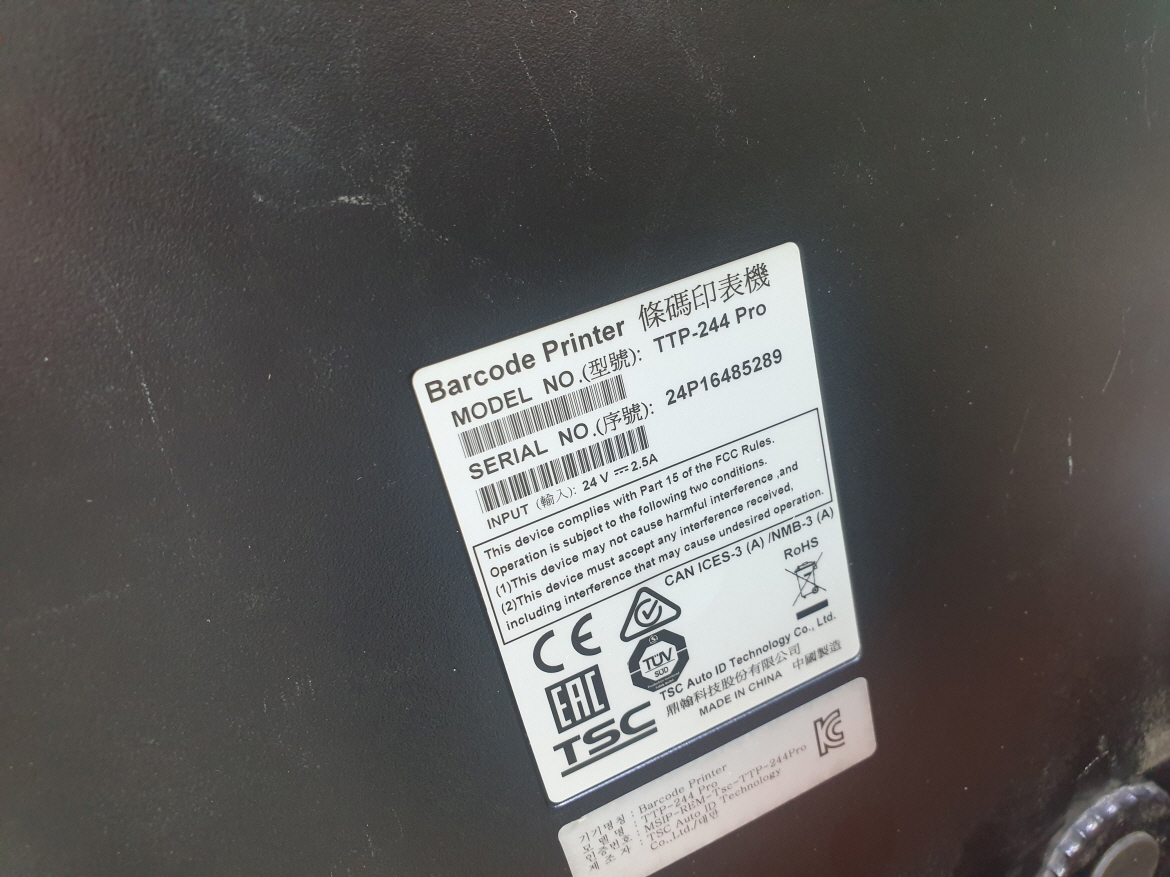 Barcode Printer 條碼印表機
MODEL NO.(型號): TTP-244 Pro
SERIAL NO.(序號): 24P16485289
INPUT (輸入): 24 V ⎓ 2.5A
This device complies with Part 15 of the FCC Rules.
Operation is subject to the following two conditions.
(1)This device may not cause harmful interference ,and
(2)This device must accept any interference received,
including interference that may cause undesired operation.
CAN ICES-3 (A) /NMB-3 (A)
CE
RoHS
TÜV
SÜD
EAC
TSC
TSC Auto ID Technology Co., Ltd.
鼎翰科技股份有限公司 中國製造
MADE IN CHINA
기기명칭 : Barcode Printer
모델명 : TTP-244 Pro
인증번호 : MSIP-REM-Tsc-TTP-244Pro
제조자 : TSC Auto ID Technology
Co.,Ltd./대만
KC